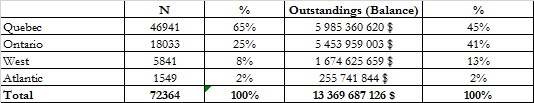 N % Outstandings (Balance) %
Quebec 46941 65% 5 985 360 620 $ 45%
Ontario 18033 25% 5 453 959 003 $ 41%
West 5841 8% 1 674 625 659 $ 13%
Atlantic 1549 2% 255 741 844 $ 2%
Total 72364 100% 13 369 687 126 $ 100%